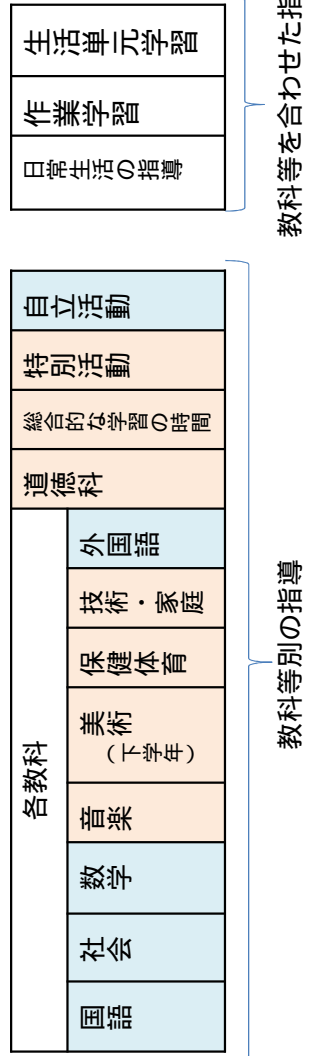 各教科
国語
社会
数学
音楽
美術
（下学年）
保健体育
技術・家庭
外国語
道徳科
総合的な学習の時間
特別活動
自立活動
教科等別の指導
日常生活の指導
作業学習
生活単元学習
教科等を合わせた指